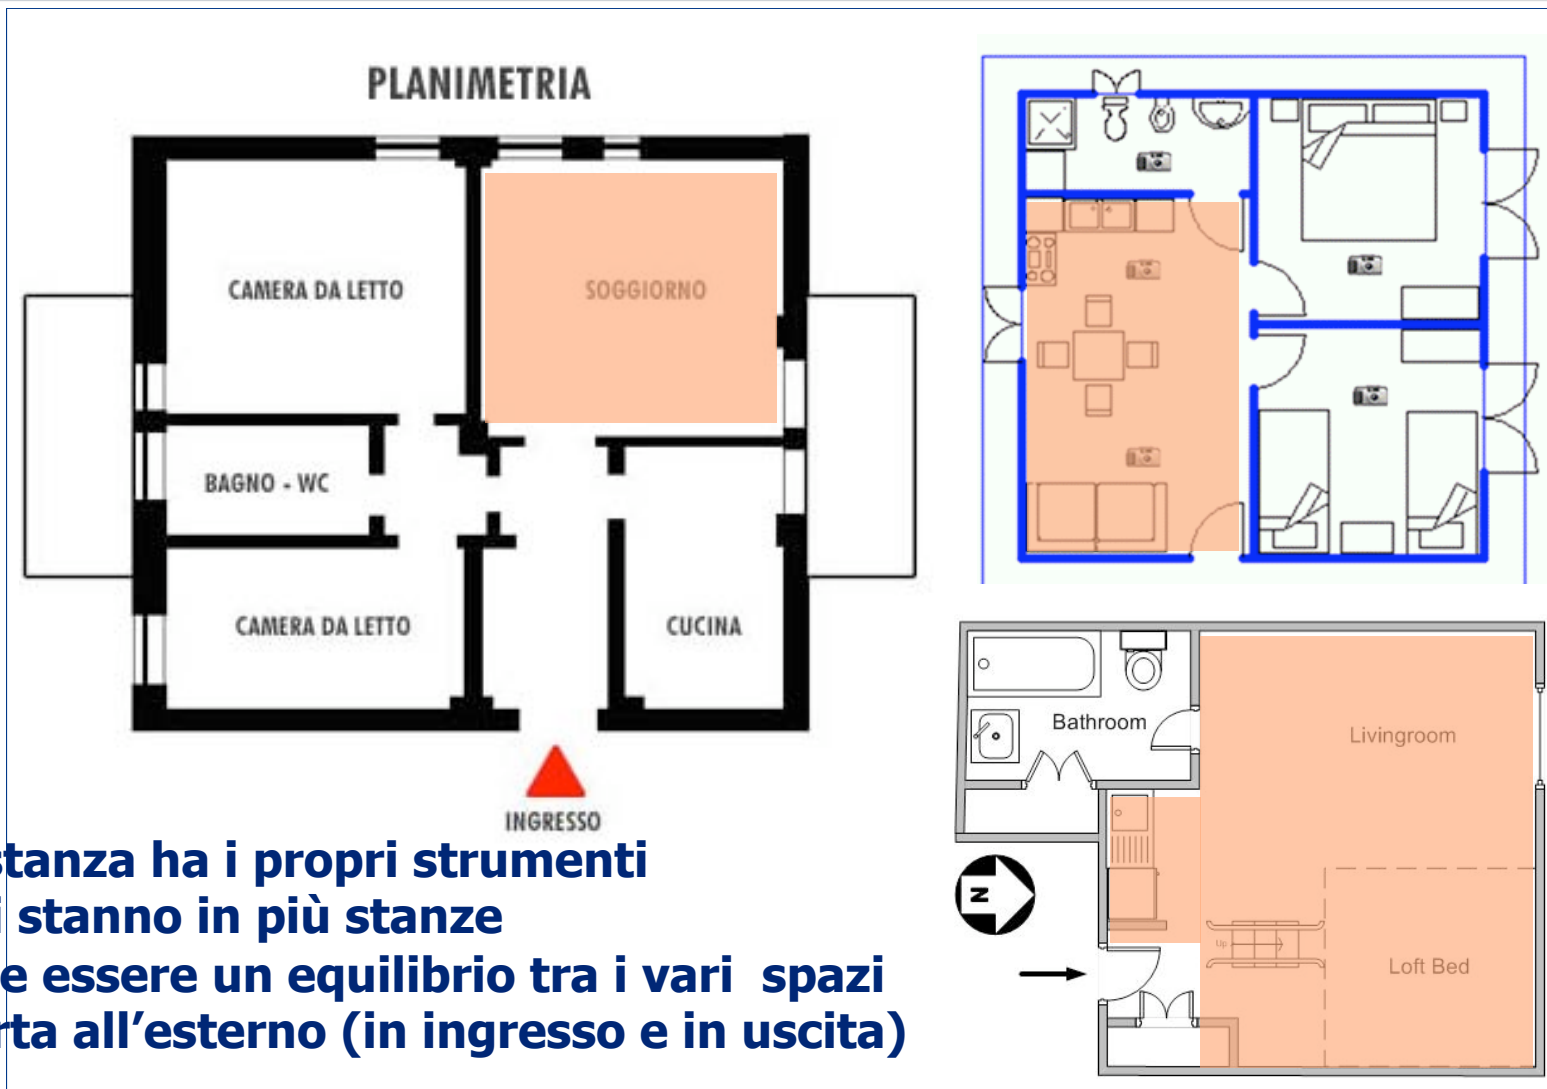 PLANIMETRIA
CAMERA DA LETTO
SOGGIORNO
BAGNO - WC
CAMERA DA LETTO
CUCINA
INGRESSO
stanza ha i propri strumenti
i stanno in più stanze
e essere un equilibrio tra i vari spazi
rta all’esterno (in ingresso e in uscita)
Bathroom
Livingroom
N
Up
Loft Bed